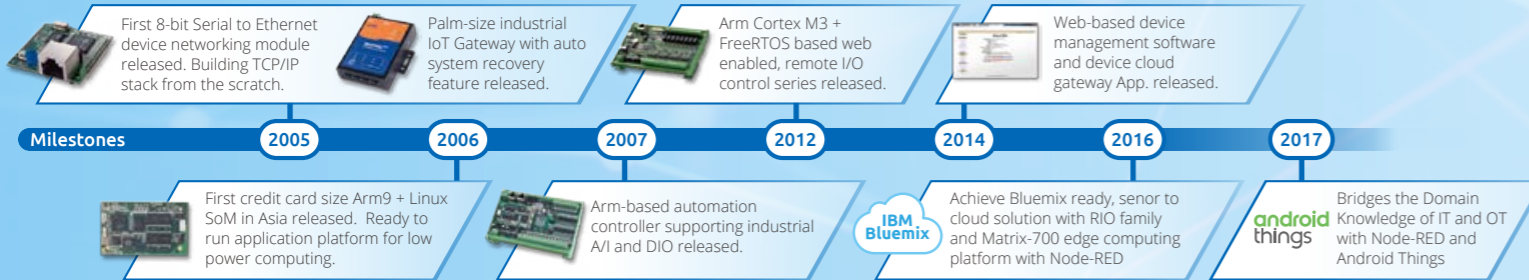 First 8-bit Serial to Ethernet
device networking module
released. Building TCP/IP
stack from the scratch.
Palm-size industrial
IoT Gateway with auto
system recovery
feature released.
Arm Cortex M3 +
FreeRTOS based web
enabled, remote I/O
control series released.
Web-based device
management software
and device cloud
gateway App. released.
Milestones
2005
2006
2007
2012
2014
2016
2017
First credit card size Arm9 + Linux
SoM in Asia released. Ready to
run application platform for low
power computing.
Arm-based automation
controller supporting industrial
A/I and DIO released.
IBM
Bluemix
Achieve Bluemix ready, senor to
cloud solution with RIO family
and Matrix-700 edge computing
platform with Node-RED
android
things
Bridges the Domain
Knowledge of IT and OT
with Node-RED and
Android Things